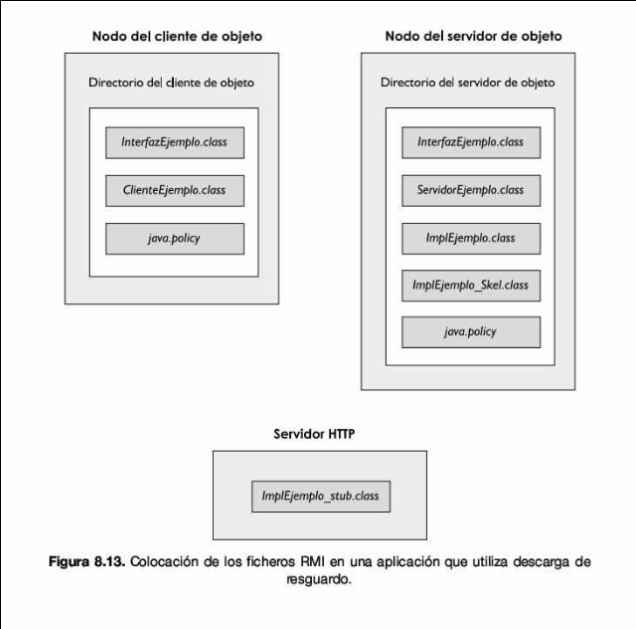 Nodo del cliente de objeto
Directorio del cliente de objeto
InterfazEjemplo.class
ClienteEjemplo.class
java.policy
Nodo del servidor de objeto
Directorio del servidor de objeto
InterfazEjemplo.class
ServidorEjemplo.class
ImplEjemplo.class
ImplEjemplo_Skel.class
java.policy
Servidor HTTP
ImplEjemplo_stub.class
Figura 8.13. Colocación de los ficheros RMI en una aplicación que utiliza descarga de
resguardo.